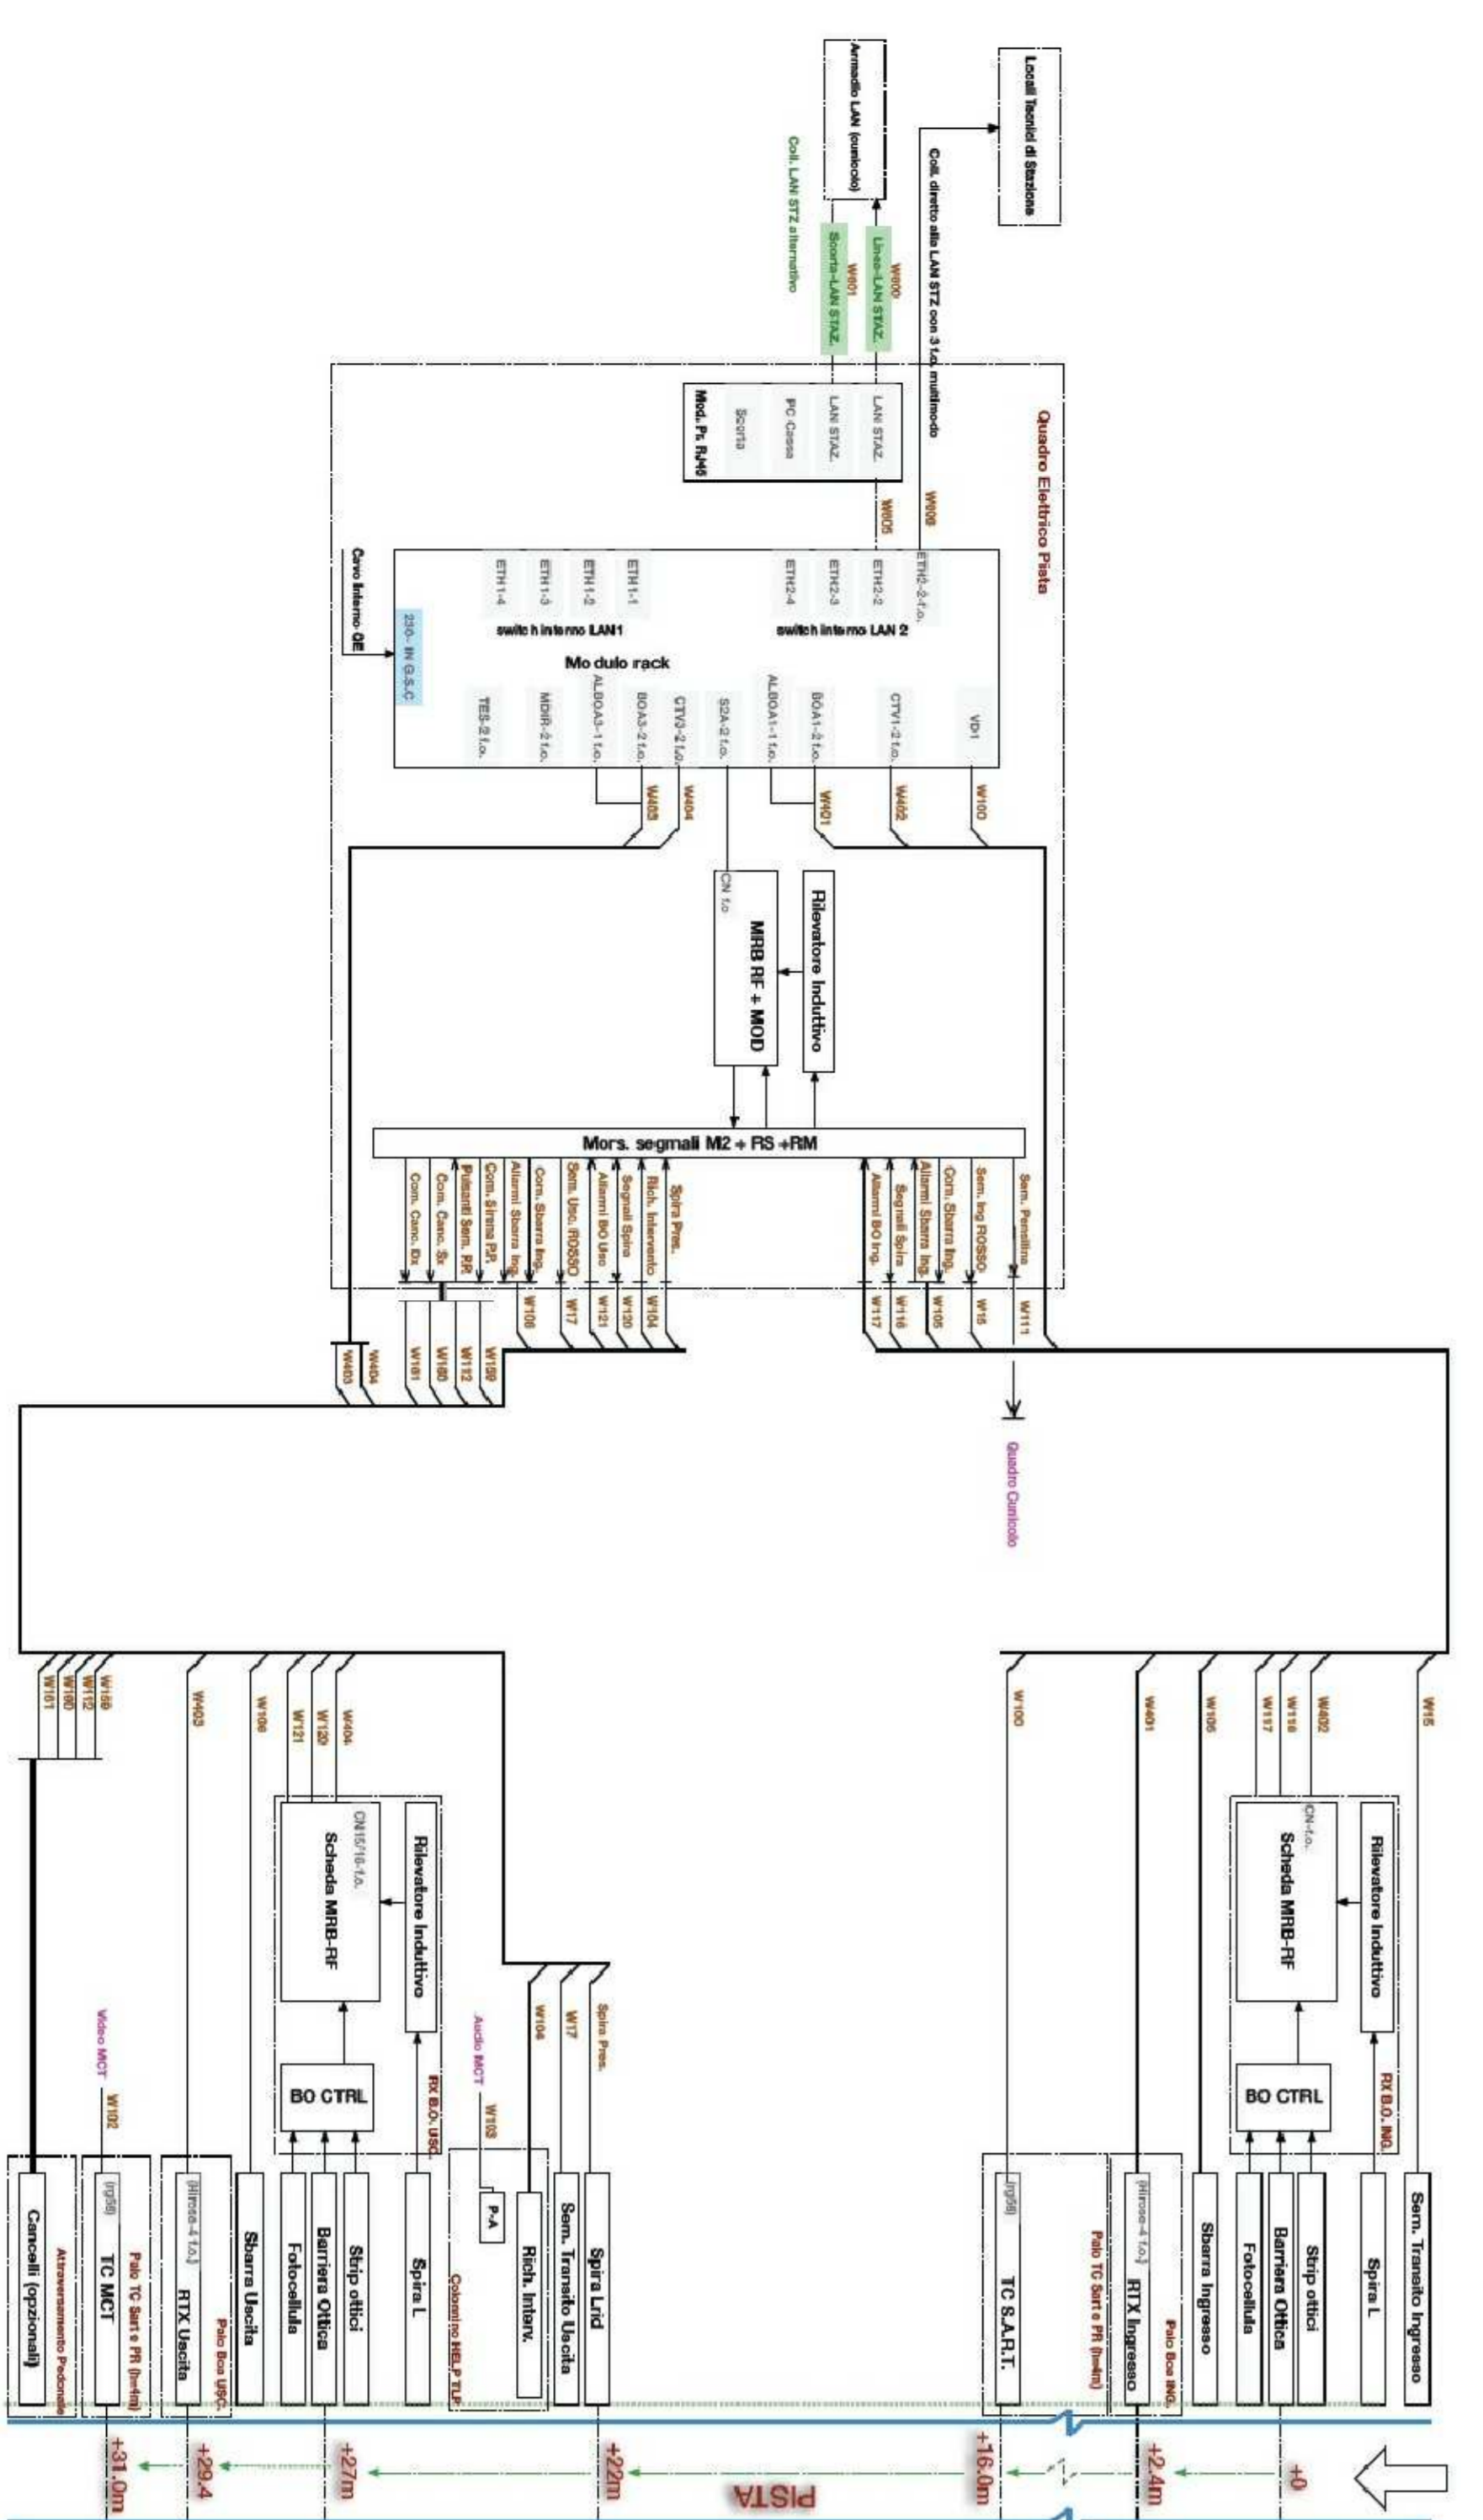 Locali Tecnici di Stazione
Armadio LAN (cunicolo)
Coll. diretto alla LAN STZ con 3 f.o. multimodo
W600
Linea-LAN STAZ.
W601
Scorta-LAN STAZ.
Coll. LAN STZ alternativo
Quadro Elettrico Pista
LAN STAZ.
LAN STAZ.
PC Cassa
Scorta
Mod. Pt. RJ45
W605
ETH2-2-f.o.
ETH2-2
ETH2-3
ETH2-4
switch interno LAN 2
ETH1-1
ETH1-2
ETH1-3
ETH1-4
switch interno LAN1
Modulo rack
Cavo Interno QE
230- IN G.S.C
VD1
CTV1-2 f.o.
BOA1-2 f.o.
ALBOA1-1 f.o.
S2A-2 f.o.
CTV3-2 f.o.
BOA3-2 f.o.
ALBOA3-1 f.o.
MDIR-2 f.o.
TES-2 f.o.
W100
W402
W401
W404
W403
Rilevatore Induttivo
MRB RF + MOD
CN f.o
Mors. segnali M2 + RS +RM
Sem. Pensilina
Sem. Ing ROSSO
Com. Sbarra Ing.
Allarmi Sbarra Ing.
Segnali Spira
Allarmi BO Ing.
Spira Pres.
Rich. Intervento
Segnali Spira
Allarmi BO Usc
Sem. Usc. ROSSO
Com. Sbarra Ing.
Allarmi Sbarra Ing.
Com. Sirena P.P.
Pulsanti Sem. P.P.
Com. Canc. Sx
Com. Canc. Dx
W111
W15
W105
W116
W117
W104
W120
W121
W17
W106
W159
W112
W160
W161
W404
W403
Quadro Cunicolo
W15
W402
W116
W117
W105
W401
W100
W404
W120
W121
W106
W403
W159
W112
W160
W161
Rilevatore Induttivo
CN-f.o.
Scheda MRB-RF
BO CTRL
RX B.O. ING.
Rilevatore Induttivo
CN15/16-f.o.
Scheda MRB-RF
BO CTRL
RX B.O. USC.
Spira Pres.
W17
W104
Audio MCT
W103
Video MCT
W102
Sem. Transito Ingresso
Spira L
Strip ottici
Barriera Ottica
Fotocellula
Sbarra Ingresso
Palo Boa ING.
(Hirose-4 f.o.)
RTX Ingresso
Palo TC Sart e PR (h=4m)
(rg59)
TC S.A.R.T.
Spira Lrid
Sem. Transito Uscita
Rich. Interv.
P-A
Colonnino HELP TLP
Spira L
Strip ottici
Barriera Ottica
Fotocellula
Sbarra Uscita
Palo Boa USC.
(Hirose-4 f.o.)
RTX Uscita
Palo TC Sart e PR (h=4m)
(rg59)
TC MCT
Attraversamento Pedonale
Cancelli (opzionali)
+0
+2.4m
+16.0m
PISTA
+22m
+27m
+29.4
+31.0m